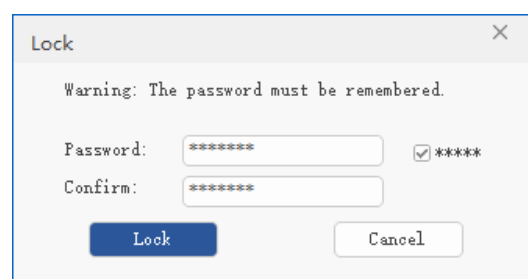 Lock
Warning: The password must be remembered.
Password: ******* *****
Confirm: *******
Lock Cancel